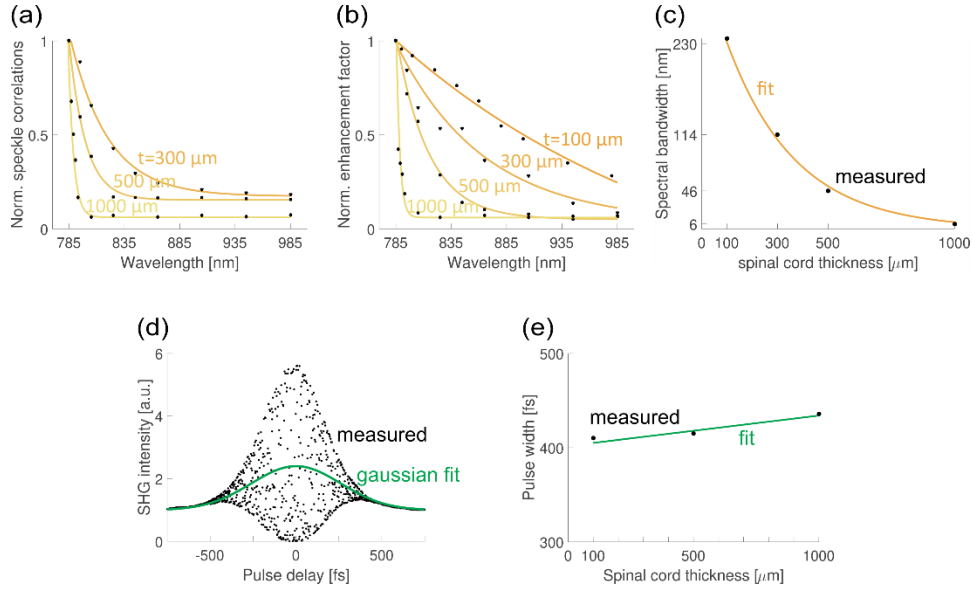 (a)
Norm. speckle correlations
1
0.5
0
t=300 μm
500 μm
1000 μm
785 835 885 935 985
Wavelength [nm]
(b)
Norm. enhancement factor
1
0.5
0
t=100 μm
300 μm
500 μm
1000 μm
785 835 885 935 985
Wavelength [nm]
(c)
Spectral bandwidth [nm]
230
114
46
6
fit
measured
0 100 300 500 1000
spinal cord thickness [μm]
(d)
SHG intensity [a.u.]
6
4
2
0
measured
gaussian fit
-500 0 500
Pulse delay [fs]
(e)
Pulse width [fs]
500
400
300
measured
fit
0 100 500 1000
Spinal cord thickness [μm]